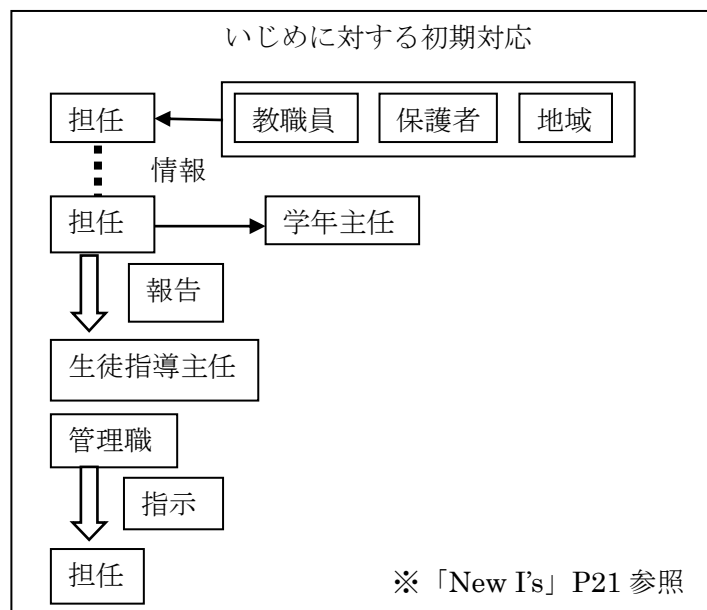 いじめに対する初期対応
担任
教職員 保護者 地域
情報
担任
学年主任
報告
生徒指導主任
管理職
指示
担任
※「New I's」P21 参照